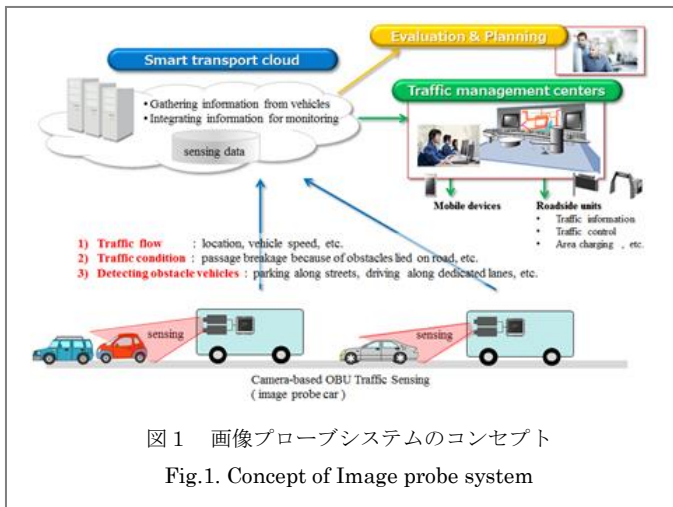 Evaluation & Planning
Smart transport cloud
Traffic management centers
• Gathering information from vehicles
• Integrating information for monitoring
sensing data
Mobile devices
Roadside units
• Traffic information
• Traffic control
• Area charging , etc.
1) Traffic flow : location, vehicle speed, etc.
2) Traffic condition : passage breakage because of obstacles lied on road, etc.
3) Detecting obstacle vehicles : parking along streets, driving along dedicated lanes, etc.
sensing
sensing
Camera-based OBU Traffic Sensing
( image probe car )
図１ 画像プローブシステムのコンセプト
Fig.1. Concept of Image probe system